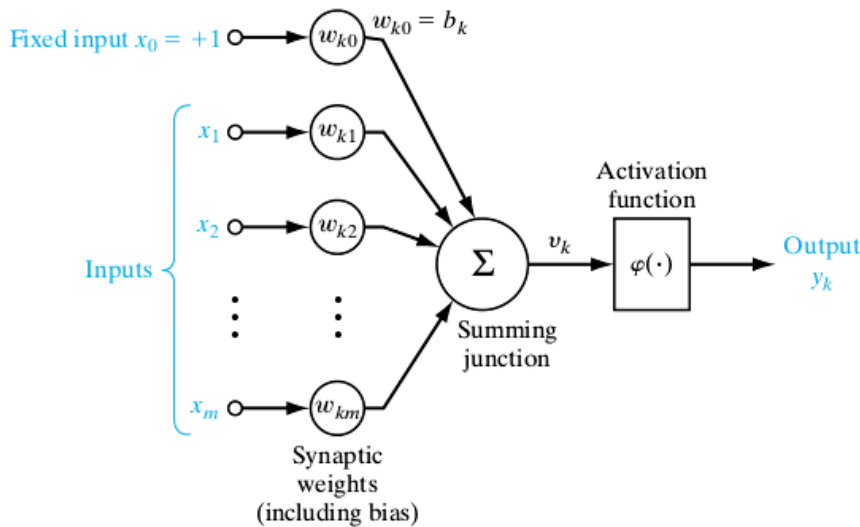 Fixed input x₀ = +1
wₖ₀
wₖ₀ = bₖ
x₁
wₖ₁
x₂
wₖ₂
Inputs
xₘ
wₖₘ
Σ
Summing
junction
vₖ
Activation
function
φ(·)
Output
yₖ
Synaptic
weights
(including bias)